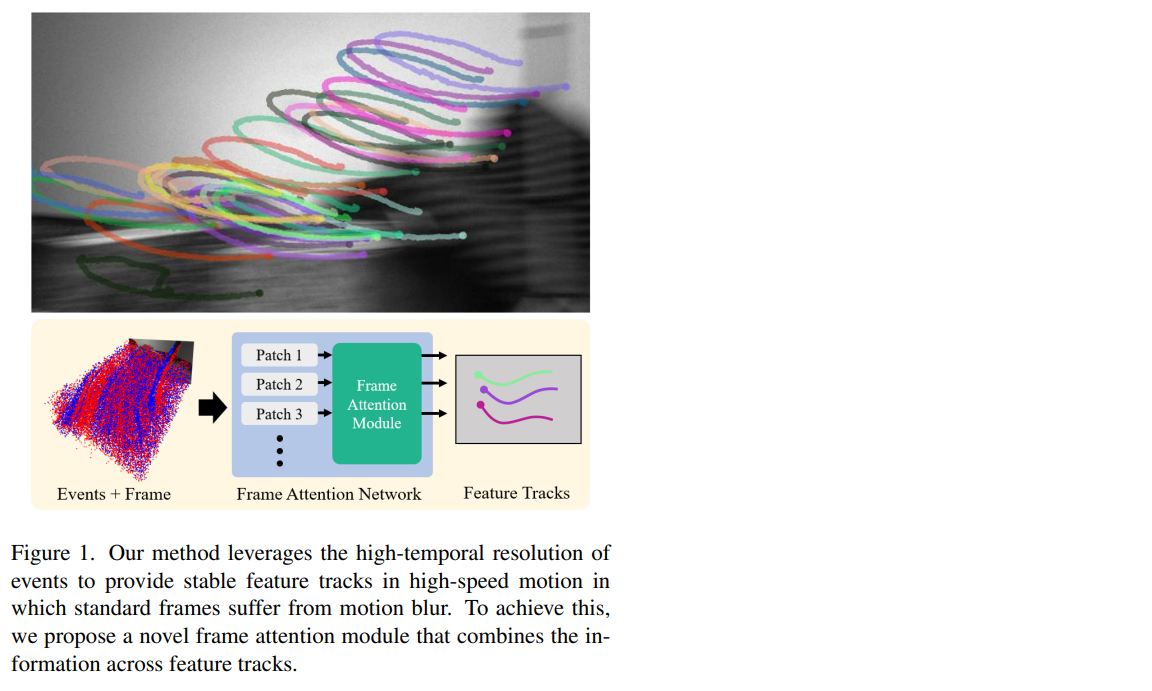 Patch 1
Patch 2
Patch 3
Frame
Attention
Module
Events + Frame
Frame Attention Network
Feature Tracks
Figure 1. Our method leverages the high-temporal resolution of
events to provide stable feature tracks in high-speed motion in
which standard frames suffer from motion blur. To achieve this,
we propose a novel frame attention module that combines the in-
formation across feature tracks.